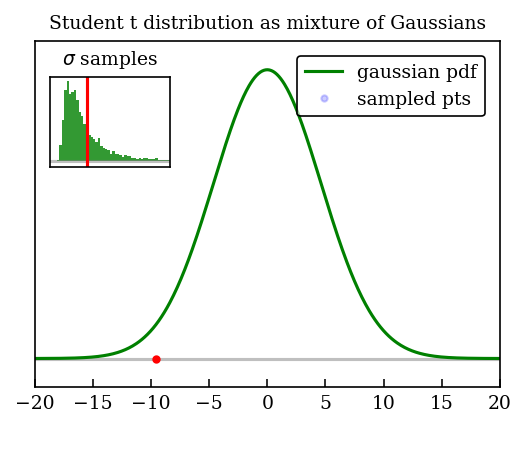 Student t distribution as mixture of Gaussians
σ samples
gaussian pdf
sampled pts
−20 −15 −10 −5 0 5 10 15 20